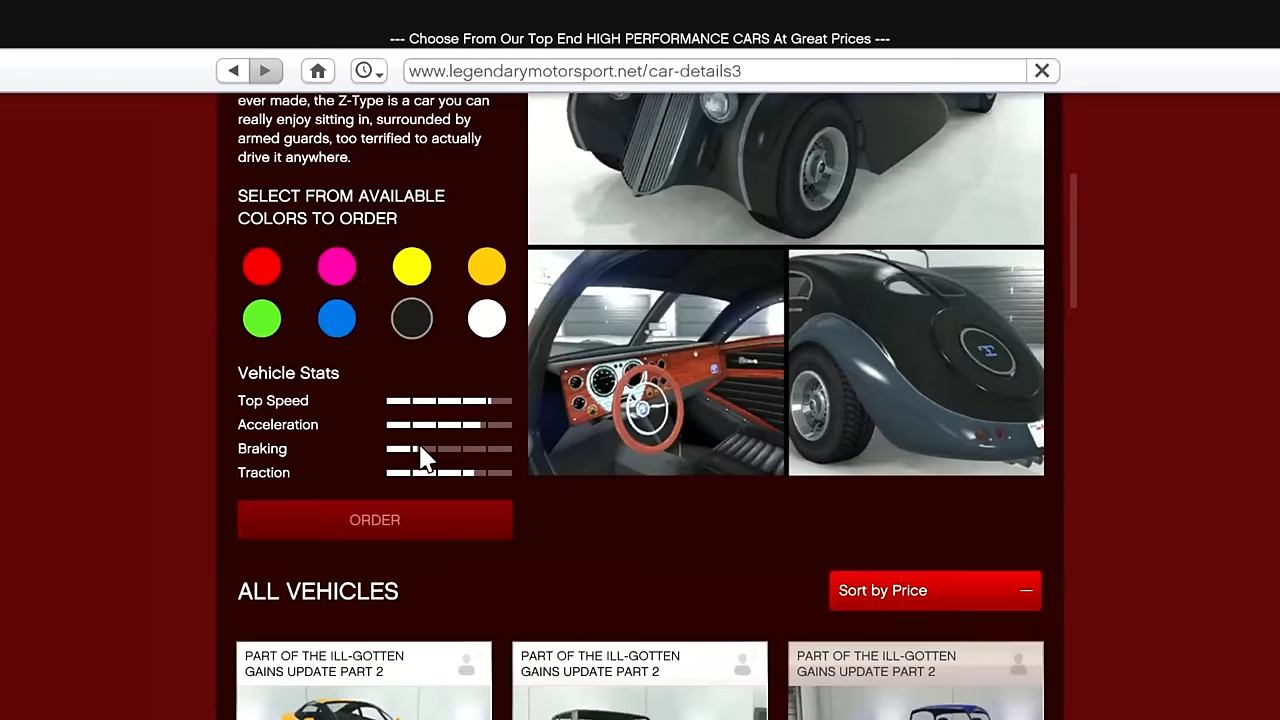 --- Choose From Our Top End HIGH PERFORMANCE CARS At Great Prices ---
www.legendarymotorsport.net/car-details3
ever made, the Z-Type is a car you can
really enjoy sitting in, surrounded by
armed guards, too terrified to actually
drive it anywhere.
SELECT FROM AVAILABLE
COLORS TO ORDER
Vehicle Stats
Top Speed
Acceleration
Braking
Traction
ORDER
ALL VEHICLES
Sort by Price
PART OF THE ILL-GOTTEN
GAINS UPDATE PART 2
PART OF THE ILL-GOTTEN
GAINS UPDATE PART 2
PART OF THE ILL-GOTTEN
GAINS UPDATE PART 2